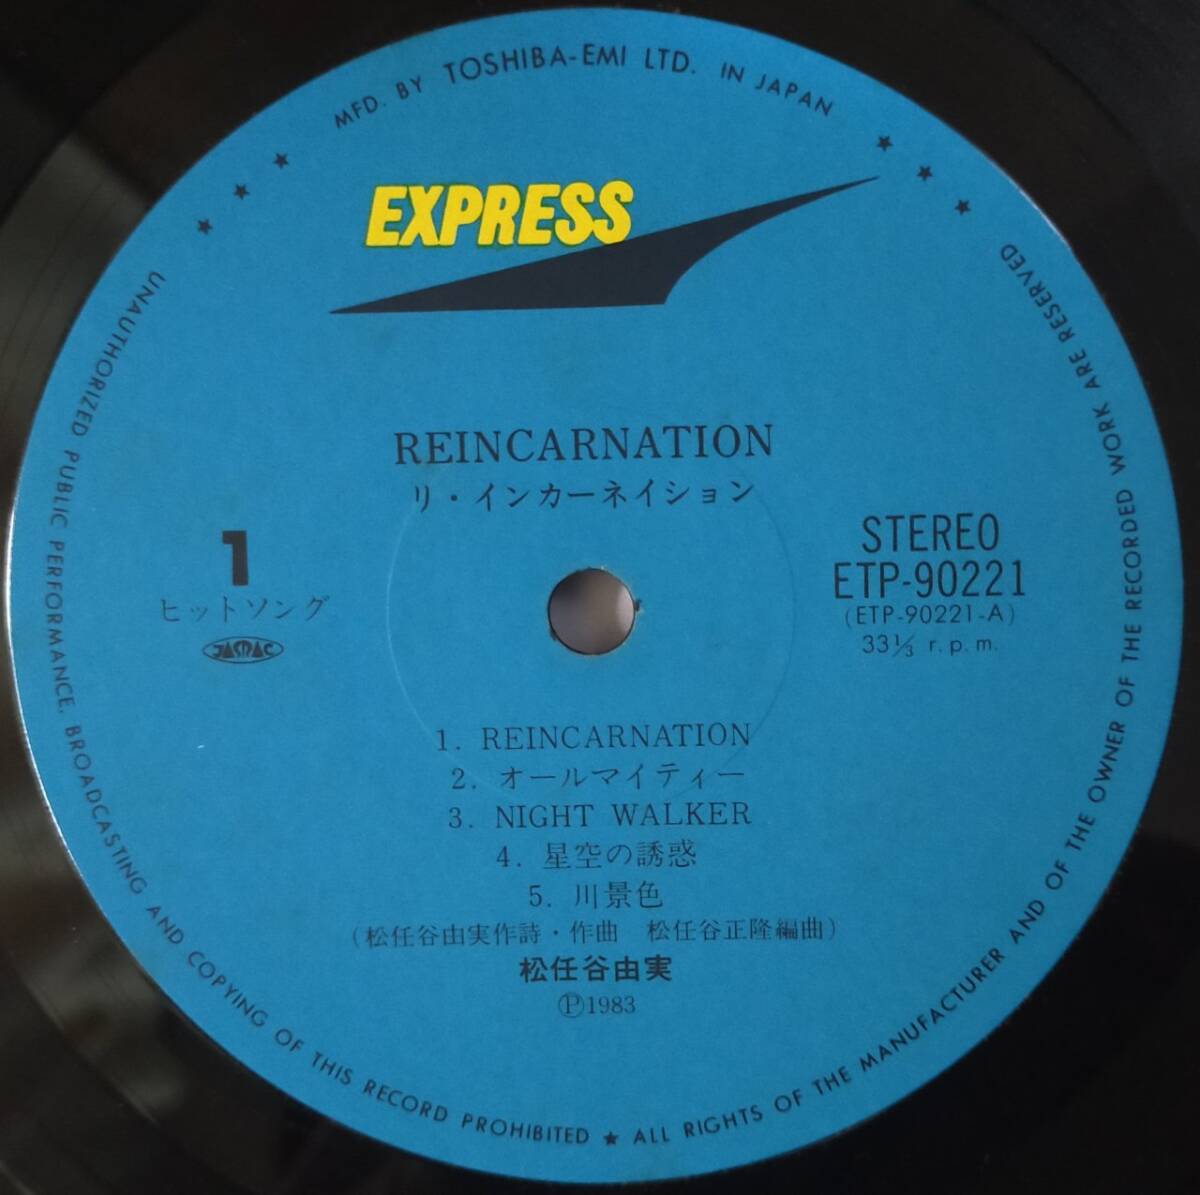 MFD. BY TOSHIBA-EMI LTD. IN JAPAN
★ ★ ★
★ ★ ★
EXPRESS
REINCARNATION
リ・インカーネイション
1
ヒットソング
JASRAC
STEREO
ETP-90221
(ETP-90221-A)
33⅓ r.p.m.
1. REINCARNATION
2. オールマイティー
3. NIGHT WALKER
4. 星空の誘惑
5. 川景色
(松任谷由実作詩・作曲 松任谷正隆編曲)
松任谷由実
Ⓟ1983
UNAUTHORIZED PUBLIC PERFORMANCE, BROADCASTING AND COPYING OF THIS RECORD PROHIBITED ★ ALL RIGHTS OF THE MANUFACTURER AND OF THE OWNER OF THE RECORDED WORK ARE RESERVED